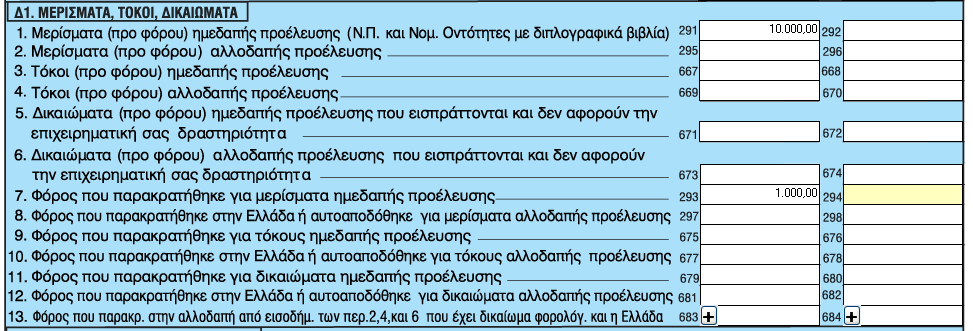 Δ1. ΜΕΡΙΣΜΑΤΑ, ΤΟΚΟΙ, ΔΙΚΑΙΩΜΑΤΑ
1. Μερίσματα (προ φόρου) ημεδαπής προέλευσης (Ν.Π. και Νομ. Οντότητες με διπλογραφικά βιβλία) 291 10.000,00 292
2. Μερίσματα (προ φόρου) αλλοδαπής προέλευσης 295 296
3. Τόκοι (προ φόρου) ημεδαπής προέλευσης 667 668
4. Τόκοι (προ φόρου) αλλοδαπής προέλευσης 669 670
5. Δικαιώματα (προ φόρου) ημεδαπής προέλευσης που εισπράττονται και δεν αφορούν την
επιχειρηματική σας δραστηριότητα 671 672
6. Δικαιώματα (προ φόρου) αλλοδαπής προέλευσης που εισπράττονται και δεν αφορούν
την επιχειρηματική σας δραστηριότητα 673 674
7. Φόρος που παρακρατήθηκε για μερίσματα ημεδαπής προέλευσης 293 1.000,00 294
8. Φόρος που παρακρατήθηκε στην Ελλάδα ή αυτοαποδόθηκε για μερίσματα αλλοδαπής προέλευσης 297 298
9. Φόρος που παρακρατήθηκε για τόκους ημεδαπής προέλευσης 675 676
10. Φόρος που παρακρατήθηκε στην Ελλάδα ή αυτοαποδόθηκε για τόκους αλλοδαπής προέλευσης 677 678
11. Φόρος που παρακρατήθηκε για δικαιώματα ημεδαπής προέλευσης 679 680
12. Φόρος που παρακρατήθηκε στην Ελλάδα ή αυτοαποδόθηκε για δικαιώματα αλλοδαπής προέλευσης 681 682
13. Φόρος που παρακρ. στην αλλοδαπή από εισοδήμ. των περ.2,4,και 6 που έχει δικαίωμα φορολόγ. και η Ελλάδα 683 + 684 +